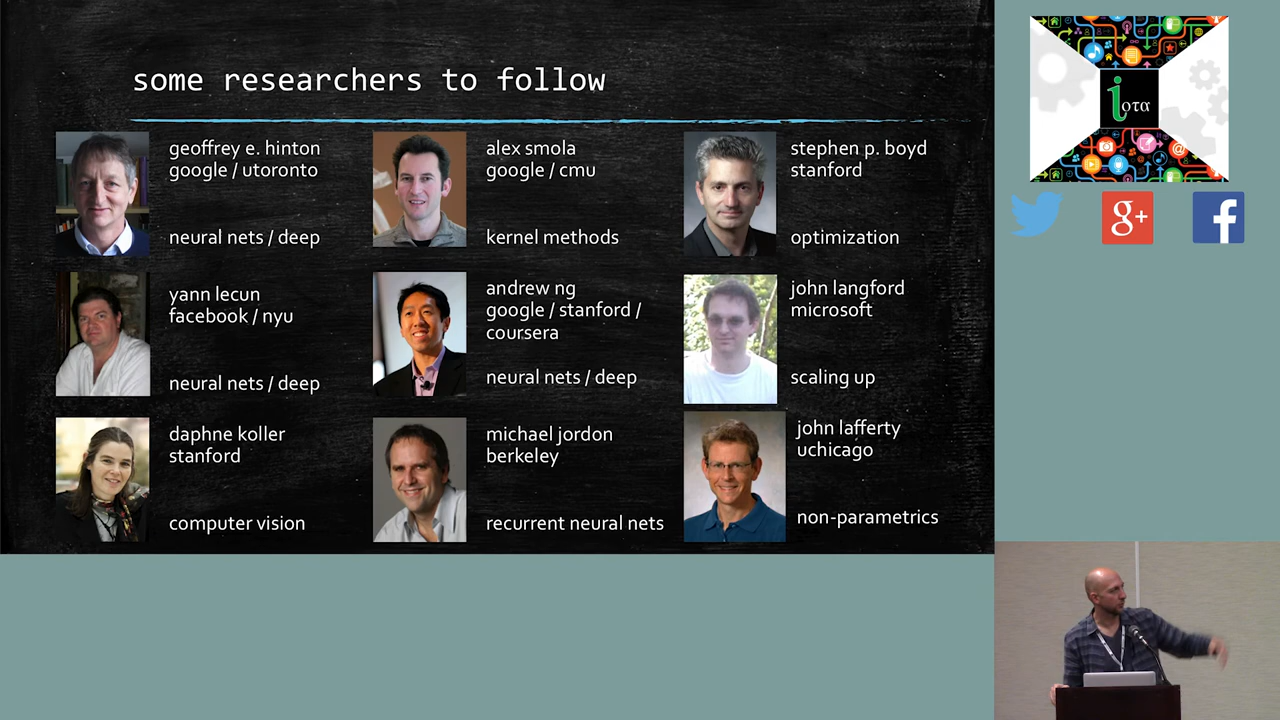 some researchers to follow
geoffrey e. hinton
google / utoronto
neural nets / deep
alex smola
google / cmu
kernel methods
stephen p. boyd
stanford
optimization
yann lecun
facebook / nyu
neural nets / deep
andrew ng
google / stanford /
coursera
neural nets / deep
john langford
microsoft
scaling up
daphne koller
stanford
computer vision
michael jordon
berkeley
recurrent neural nets
john lafferty
uchicago
non-parametrics
iοτα
g+
f